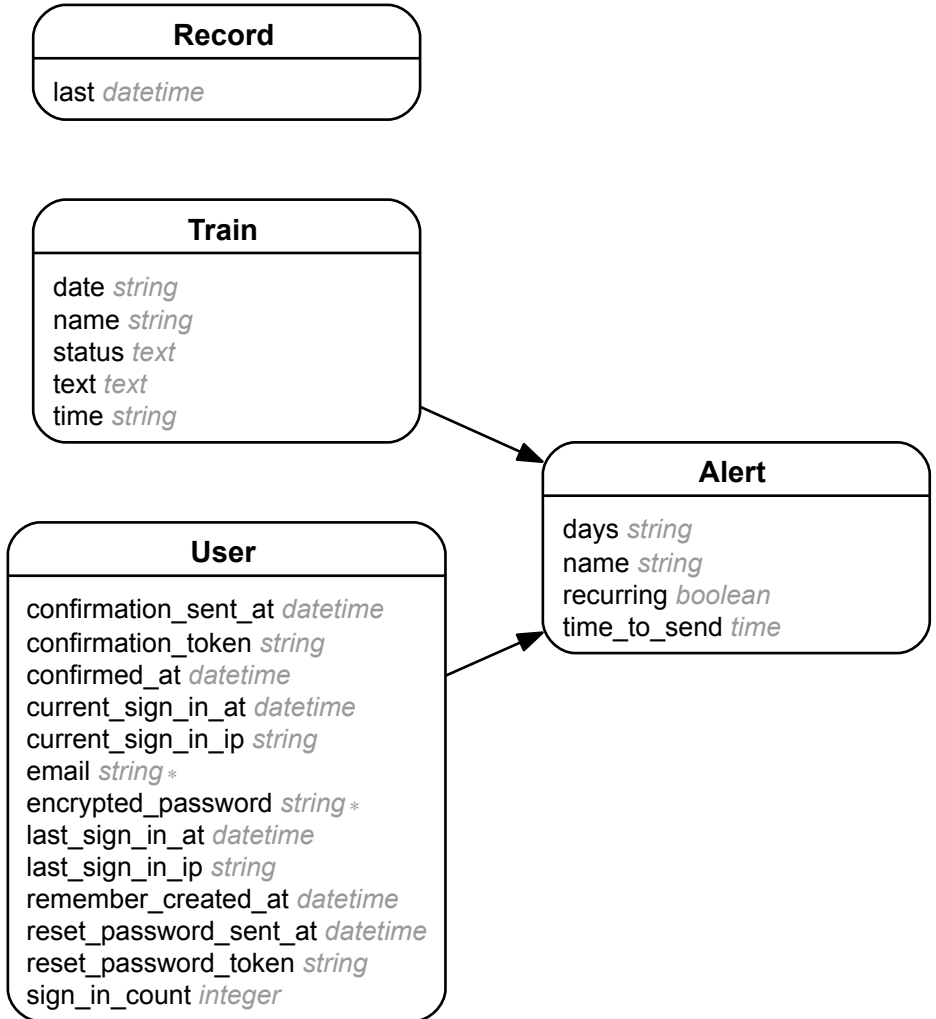 Record
last datetime
Train
date string
name string
status text
text text
time string
Alert
days string
name string
recurring boolean
time_to_send time
User
confirmation_sent_at datetime
confirmation_token string
confirmed_at datetime
current_sign_in_at datetime
current_sign_in_ip string
email string *
encrypted_password string *
last_sign_in_at datetime
last_sign_in_ip string
remember_created_at datetime
reset_password_sent_at datetime
reset_password_token string
sign_in_count integer